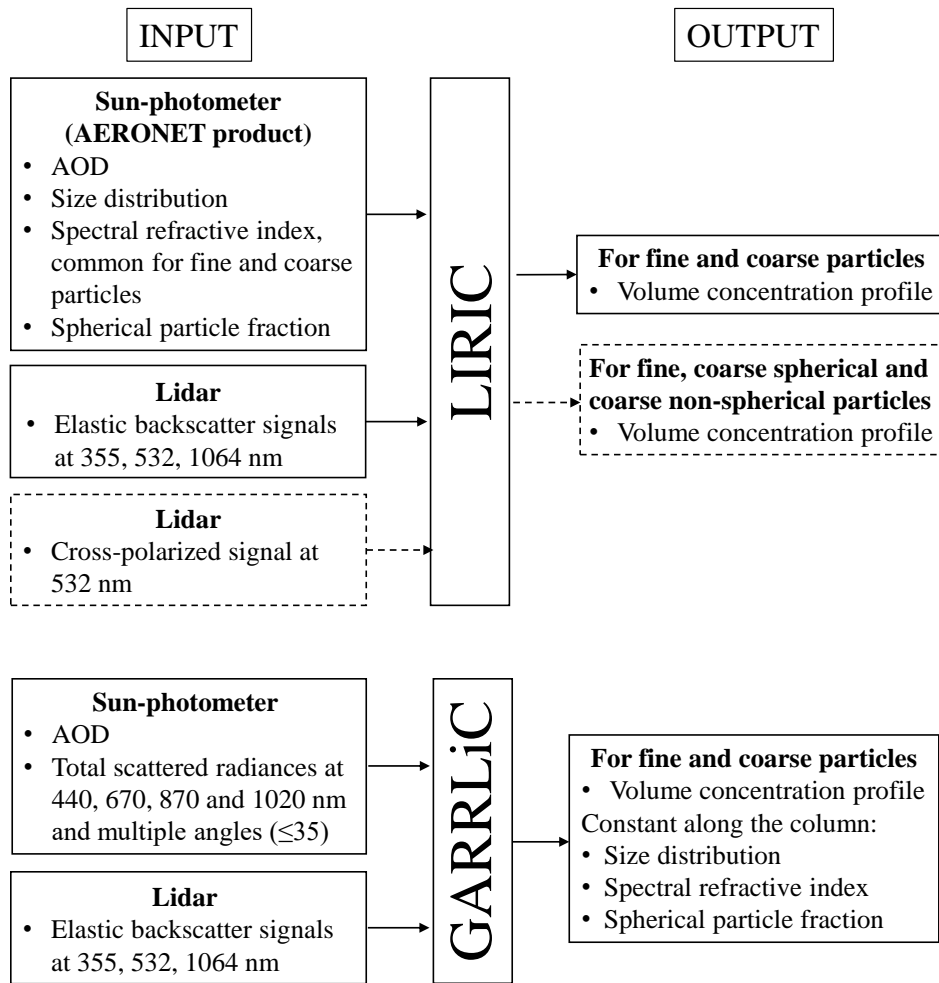 INPUT
OUTPUT
Sun-photometer
(AERONET product)
• AOD
• Size distribution
• Spectral refractive index,
common for fine and coarse
particles
• Spherical particle fraction
Lidar
• Elastic backscatter signals
at 355, 532, 1064 nm
Lidar
• Cross-polarized signal at
532 nm
LIRIC
For fine and coarse particles
• Volume concentration profile
For fine, coarse spherical and
coarse non-spherical particles
• Volume concentration profile
Sun-photometer
• AOD
• Total scattered radiances at
440, 670, 870 and 1020 nm
and multiple angles (≤35)
Lidar
• Elastic backscatter signals
at 355, 532, 1064 nm
GARRLiC
For fine and coarse particles
• Volume concentration profile
Constant along the column:
• Size distribution
• Spectral refractive index
• Spherical particle fraction